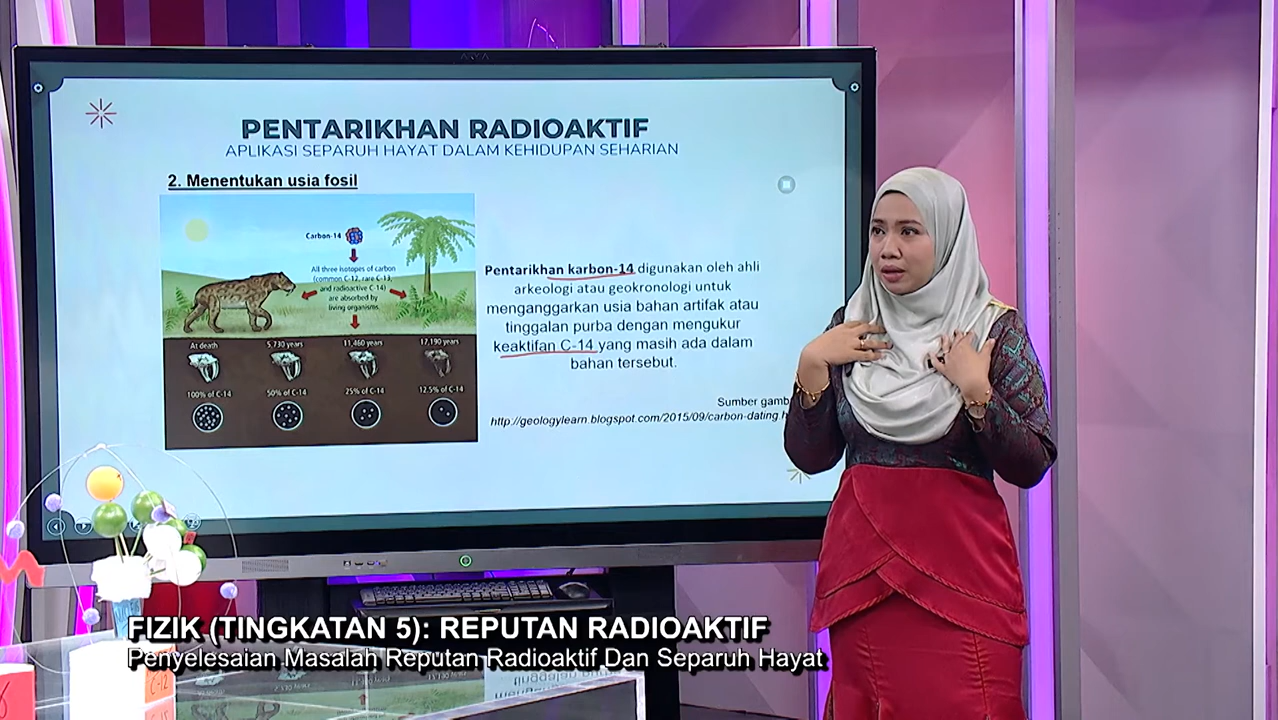 PENTARIKHAN RADIOAKTIF
APLIKASI SEPARUH HAYAT DALAM KEHIDUPAN SEHARIAN
2. Menentukan usia fosil
Carbon-14
All three isotopes of carbon
(common C-12, rare C-13,
and radioactive C-14)
are absorbed by
living organisms.
At death
5,730 years
11,460 years
17,190 years
100% of C-14
50% of C-14
25% of C-14
12.5% of C-14
Pentarikhan karbon-14 digunakan oleh ahli
arkeologi atau geokronologi untuk
menganggarkan usia bahan artifak atau
tinggalan purba dengan mengukur
keaktifan C-14 yang masih ada dalam
bahan tersebut.
Sumber gamb
http://geologylearn.blogspot.com/2015/09/carbon-dating.h
FIZIK (TINGKATAN 5): REPUTAN RADIOAKTIF
Penyelesaian Masalah Reputan Radioaktif Dan Separuh Hayat
C-12